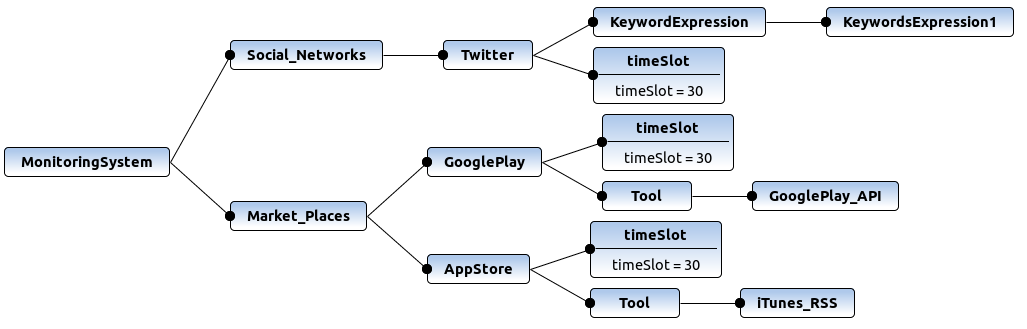 KeywordExpression
KeywordsExpression1
Social_Networks
Twitter
timeSlot
timeSlot = 30
MonitoringSystem
timeSlot
timeSlot = 30
GooglePlay
Tool
GooglePlay_API
Market_Places
timeSlot
timeSlot = 30
AppStore
Tool
iTunes_RSS